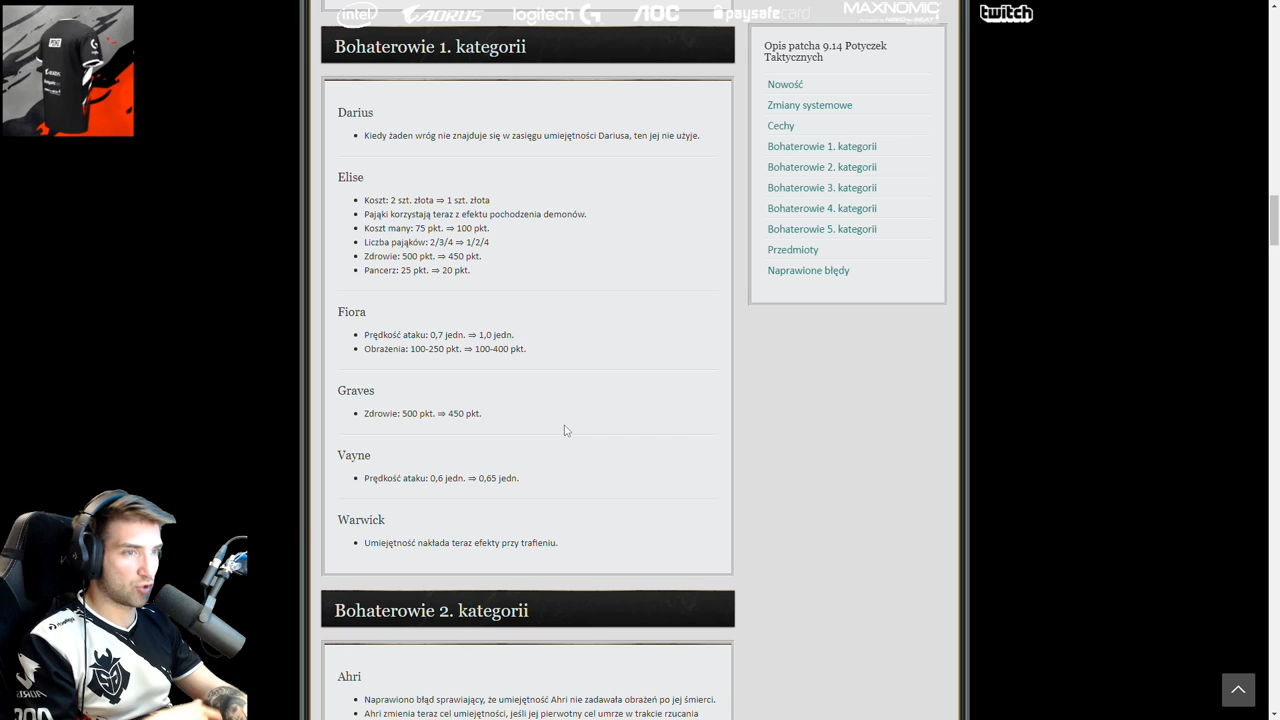 intel
AORUS
logitech G
AOC
paysafecard
MAXNOMIC
twitch
Bohaterowie 1. kategorii
Darius
• Kiedy żaden wróg nie znajduje się w zasięgu umiejętności Dariusa, ten jej nie użyje.
Elise
• Koszt: 2 szt. złota ⇒ 1 szt. złota
• Pająki korzystają teraz z efektu pochodzenia demonów.
• Koszt many: 75 pkt. ⇒ 100 pkt.
• Liczba pająków: 2/3/4 ⇒ 1/2/4
• Zdrowie: 500 pkt. ⇒ 450 pkt.
• Pancerz: 25 pkt. ⇒ 20 pkt.
Fiora
• Prędkość ataku: 0,7 jedn. ⇒ 1,0 jedn.
• Obrażenia: 100-250 pkt. ⇒ 100-400 pkt.
Graves
• Zdrowie: 500 pkt. ⇒ 450 pkt.
Vayne
• Prędkość ataku: 0,6 jedn. ⇒ 0,65 jedn.
Warwick
• Umiejętność nakłada teraz efekty przy trafieniu.
Bohaterowie 2. kategorii
Ahri
• Naprawiono błąd sprawiający, że umiejętność Ahri nie zadawała obrażeń po jej śmierci.
• Ahri zmienia teraz cel umiejętności, jeśli jej pierwotny cel umrze w trakcie rzucania
Opis patcha 9.14 Potyczek
Taktycznych
Nowość
Zmiany systemowe
Cechy
Bohaterowie 1. kategorii
Bohaterowie 2. kategorii
Bohaterowie 3. kategorii
Bohaterowie 4. kategorii
Bohaterowie 5. kategorii
Przedmioty
Naprawione błędy